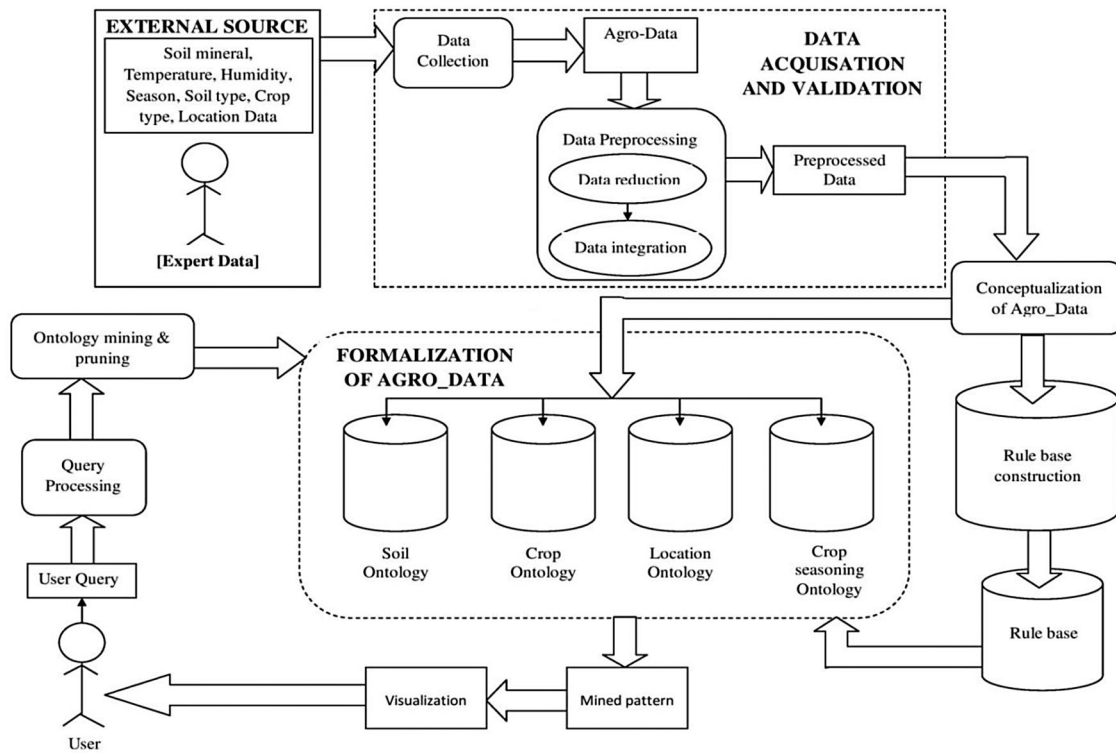 EXTERNAL SOURCE
Soil mineral,
Temperature, Humidity,
Season, Soil type, Crop
type, Location Data
[Expert Data]
Data
Collection
Agro-Data
DATA
ACQUISATION
AND VALIDATION
Data Preprocessing
Data reduction
Data integration
Preprocessed
Data
Conceptualization
of Agro_Data
Ontology mining &
pruning
FORMALIZATION
OF AGRO_DATA
Query
Processing
User Query
User
Soil
Ontology
Crop
Ontology
Location
Ontology
Crop
seasoning
Ontology
Rule base
construction
Rule base
Mined pattern
Visualization